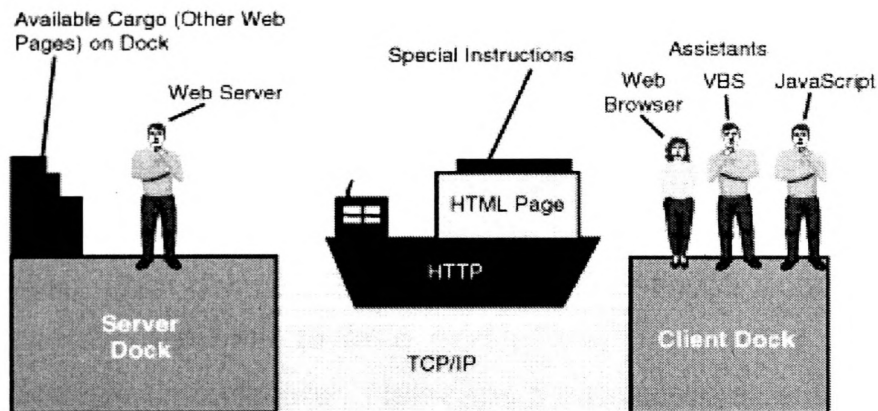 Available Cargo (Other Web
Pages) on Dock
Web Server
Special Instructions
Assistants
Web
Browser
VBS
JavaScript
HTML Page
HTTP
Server
Dock
TCP/IP
Client Dock